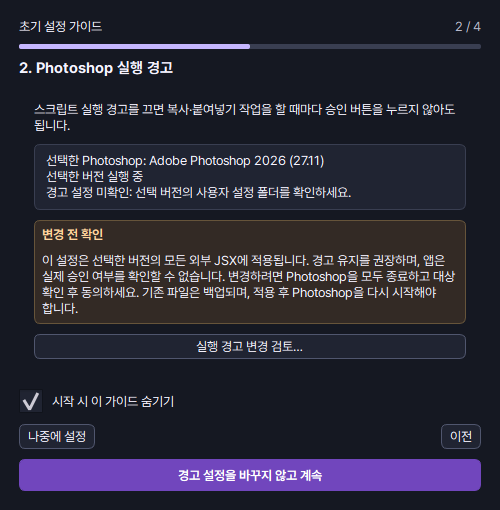 초기 설정 가이드
2 / 4
2. Photoshop 실행 경고
스크립트 실행 경고를 끄면 복사·붙여넣기 작업을 할 때마다 승인 버튼을 누르지 않아도
됩니다.
선택한 Photoshop: Adobe Photoshop 2026 (27.11)
선택한 버전 실행 중
경고 설정 미확인: 선택 버전의 사용자 설정 폴더를 확인하세요.
변경 전 확인
이 설정은 선택한 버전의 모든 외부 JSX에 적용됩니다. 경고 유지를 권장하며, 앱은
실제 승인 여부를 확인할 수 없습니다. 변경하려면 Photoshop을 모두 종료하고 대상
확인 후 동의하세요. 기존 파일은 백업되며, 적용 후 Photoshop을 다시 시작해야
합니다.
실행 경고 변경 검토...
시작 시 이 가이드 숨기기
나중에 설정
이전
경고 설정을 바꾸지 않고 계속